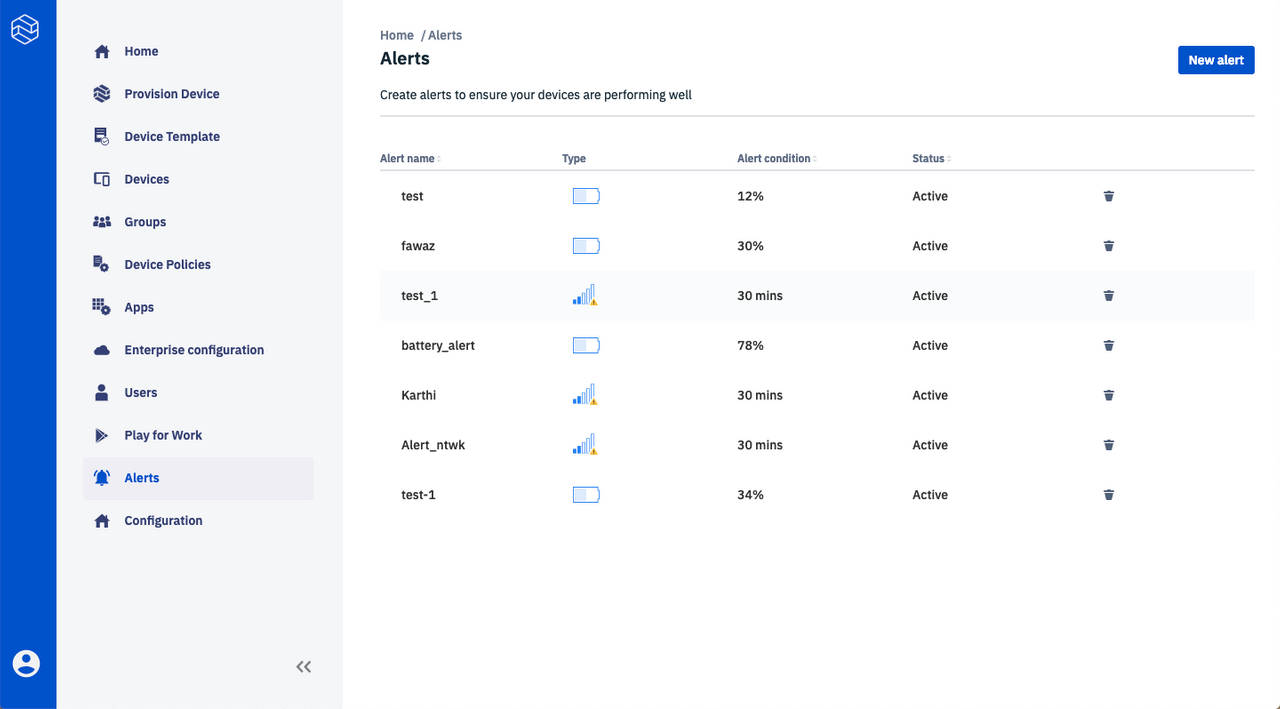 Home
Provision Device
Device Template
Devices
Groups
Device Policies
Apps
Enterprise configuration
Users
Play for Work
Alerts
Configuration
Home / Alerts
Alerts
New alert
Create alerts to ensure your devices are performing well
Alert name Type Alert condition Status
test 12% Active
fawaz 30% Active
test_1 30 mins Active
battery_alert 78% Active
Karthi 30 mins Active
Alert_ntwk 30 mins Active
test-1 34% Active